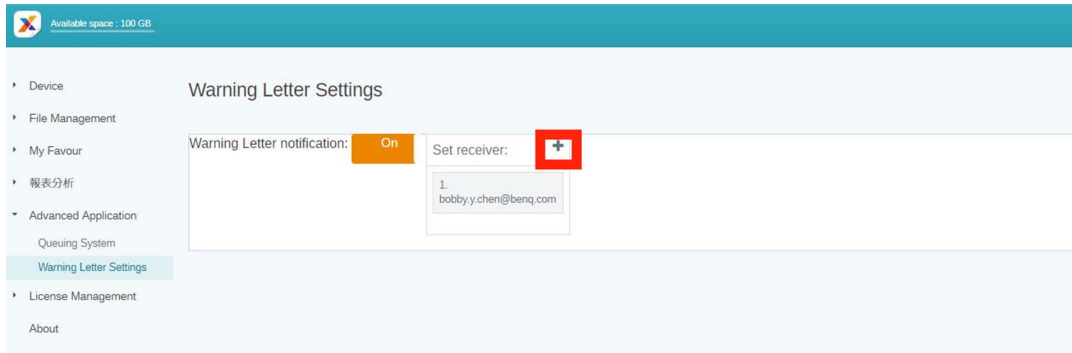 Available space : 100 GB
Device
File Management
My Favour
報表分析
Advanced Application
Queuing System
Warning Letter Settings
License Management
About
Warning Letter Settings
Warning Letter notification: On
Set receiver:
1.
bobby.y.chen@benq.com